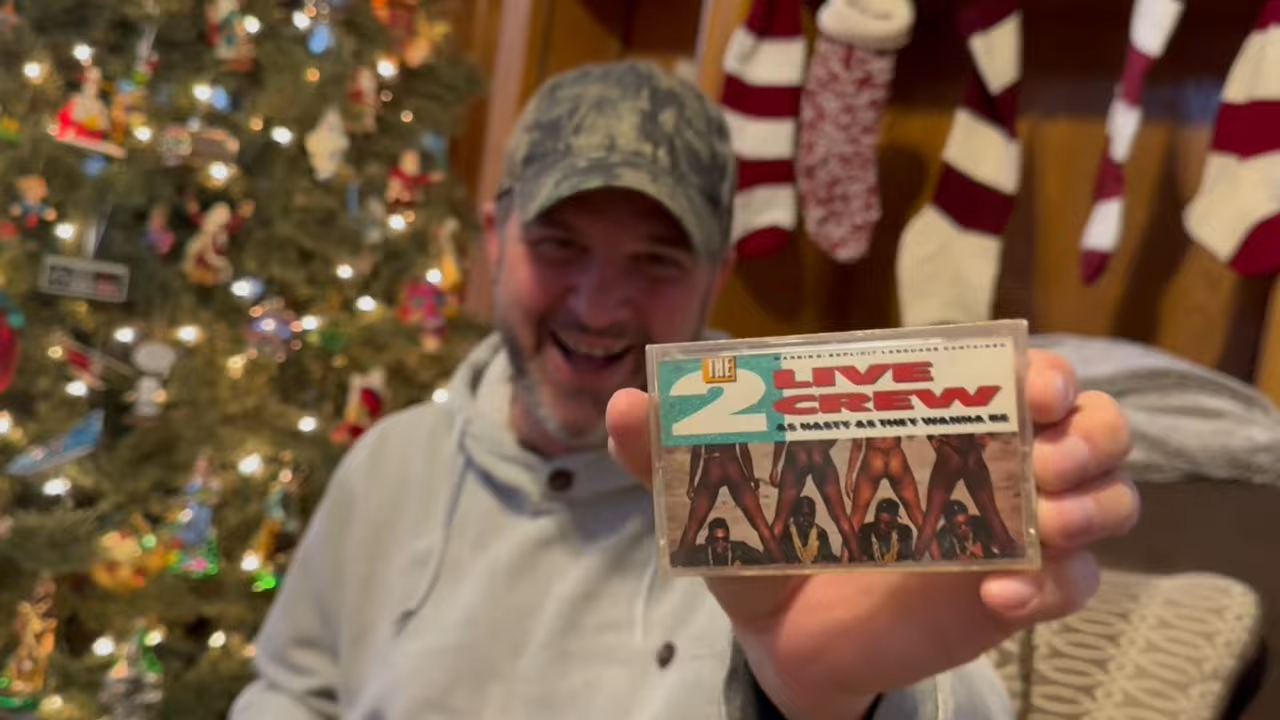 WARNING: EXPLICIT LANGUAGE CONTAINED
THE
2 LIVE
CREW
AS NASTY AS THEY WANNA BE